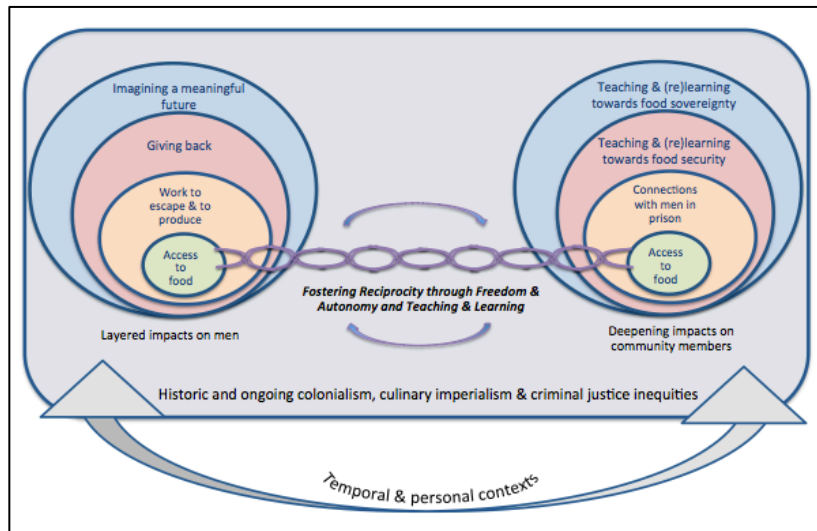 Imagining a meaningful
future
Giving back
Work to
escape & to
produce
Access
to
food
Layered impacts on men
Teaching & (re)learning
towards food sovereignty
Teaching & (re)learning
towards food security
Connections
with men in
prison
Access
to
food
Deepening impacts on
community members
Fostering Reciprocity through Freedom &
Autonomy and Teaching & Learning
Historic and ongoing colonialism, culinary imperialism & criminal justice inequities
Temporal & personal contexts